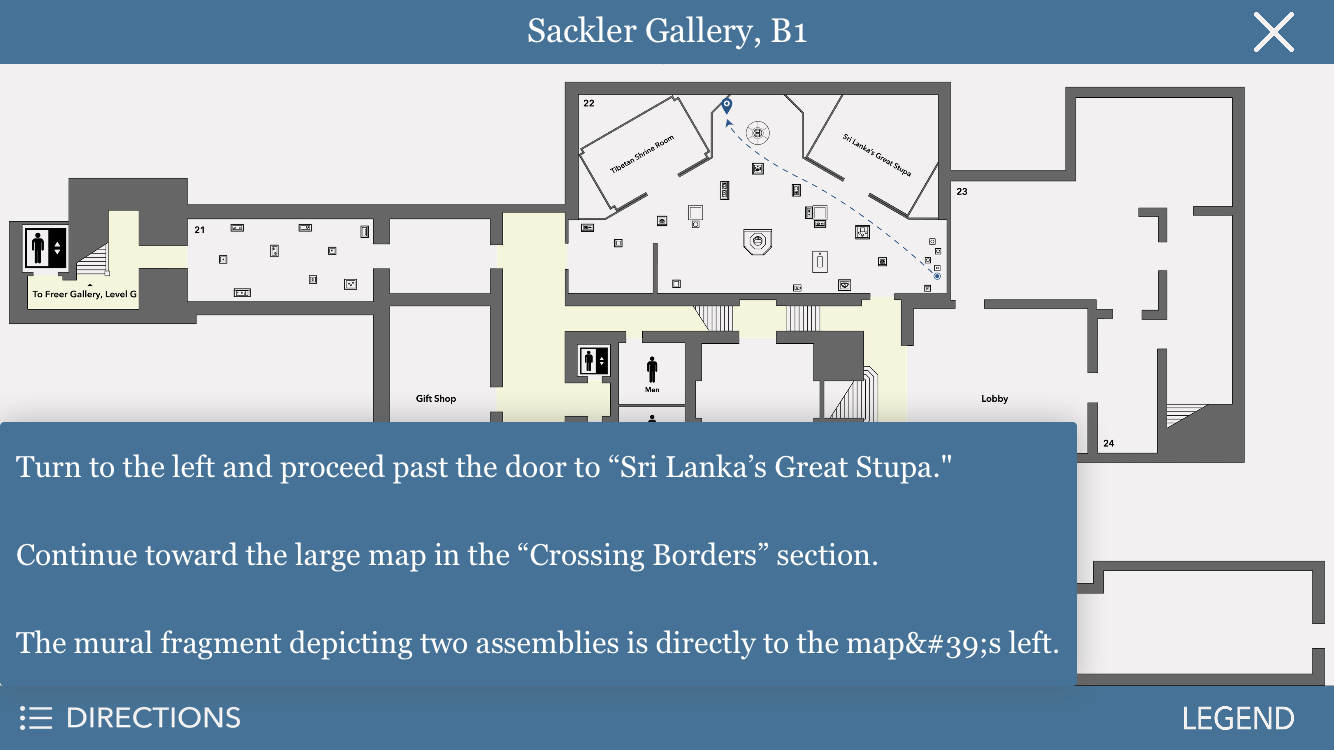 Sackler Gallery, B1
22
Tibetan Shrine Room
Sri Lanka's Great Stupa
23
21
To Freer Gallery, Level G
Men
Gift Shop
Lobby
24
Turn to the left and proceed past the door to “Sri Lanka’s Great Stupa."
Continue toward the large map in the “Crossing Borders” section.
The mural fragment depicting two assemblies is directly to the map&#39;s left.
DIRECTIONS
LEGEND